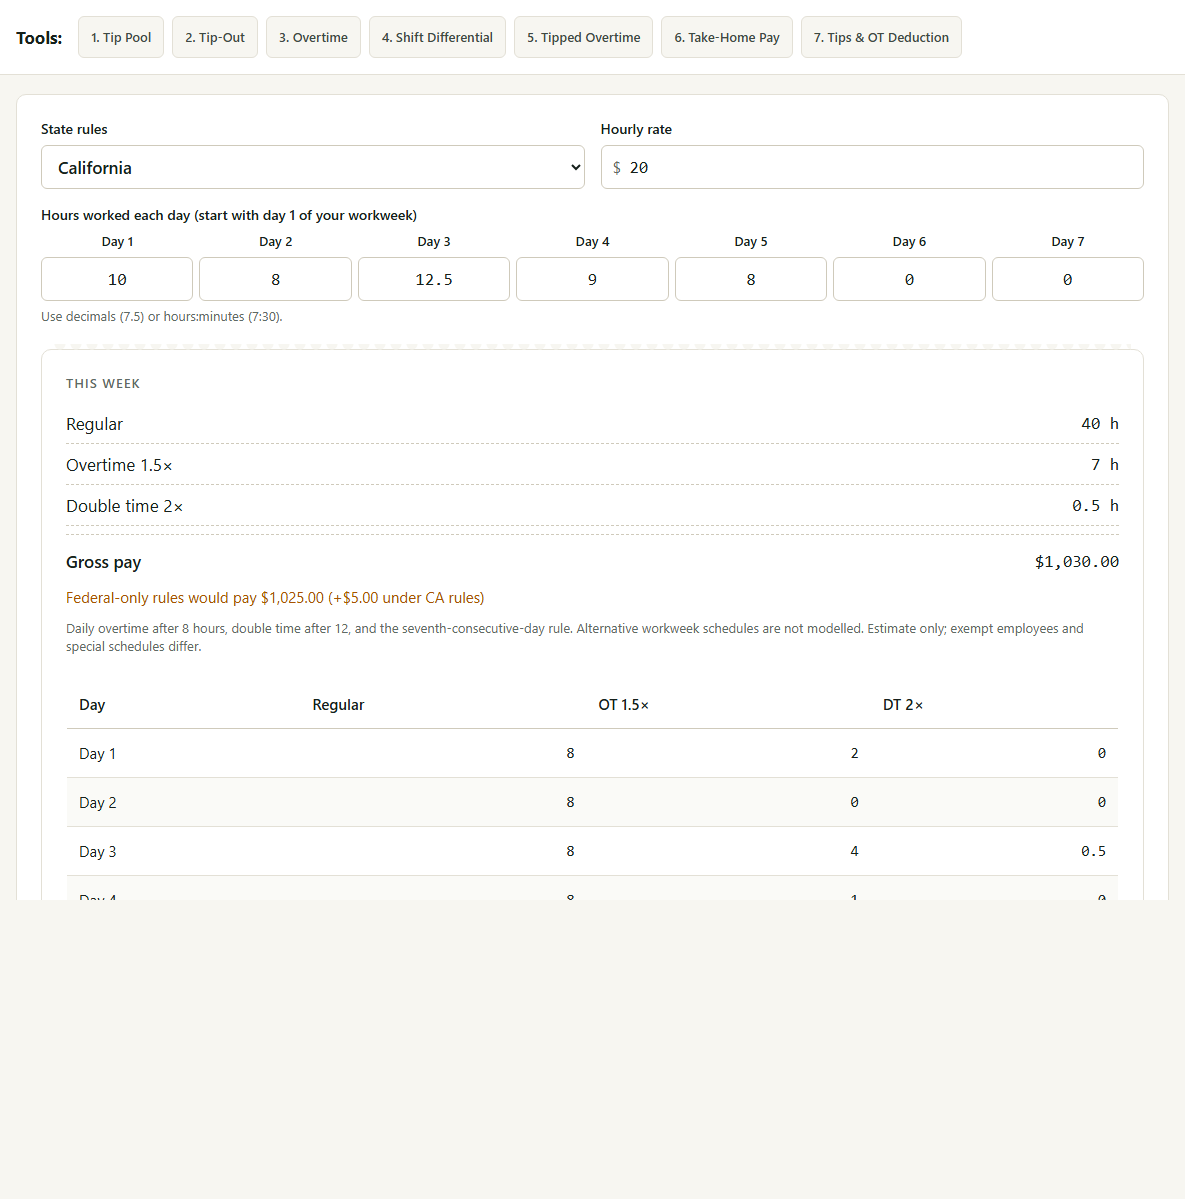 Tools: 1. Tip Pool 2. Tip-Out 3. Overtime 4. Shift Differential 5. Tipped Overtime 6. Take-Home Pay 7. Tips & OT Deduction
State rules Hourly rate
California $ 20
Hours worked each day (start with day 1 of your workweek)
Day 1 Day 2 Day 3 Day 4 Day 5 Day 6 Day 7
10 8 12.5 9 8 0 0
Use decimals (7.5) or hours:minutes (7:30).
THIS WEEK
Regular 40 h
Overtime 1.5× 7 h
Double time 2× 0.5 h
Gross pay $1,030.00
Federal-only rules would pay $1,025.00 (+$5.00 under CA rules)
Daily overtime after 8 hours, double time after 12, and the seventh-consecutive-day rule. Alternative workweek schedules are not modelled. Estimate only; exempt employees and
special schedules differ.
Day Regular OT 1.5× DT 2×
Day 1 8 2 0
Day 2 8 0 0
Day 3 8 4 0.5
Day 4 8 1 0